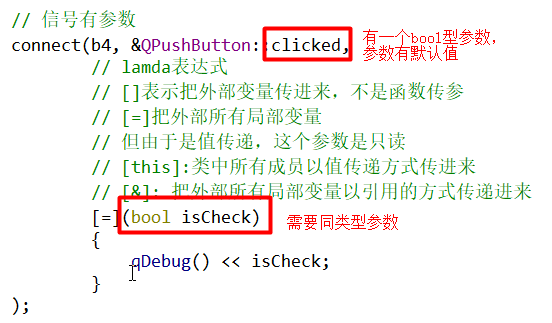 // 信号有参数
connect(b4, &QPushButton::clicked,
有一个bool型参数，
参数有默认值
// lamda表达式
// []表示把外部变量传进来，不是函数传参
// [=]把外部所有局部变量
// 但由于是值传递，这个参数是只读
// [this]:类中所有成员以值传递方式传进来
// [&]: 把外部所有局部变量以引用的方式传递进来
[=](bool isCheck)
需要同类型参数
{
qDebug() << isCheck;
}
);